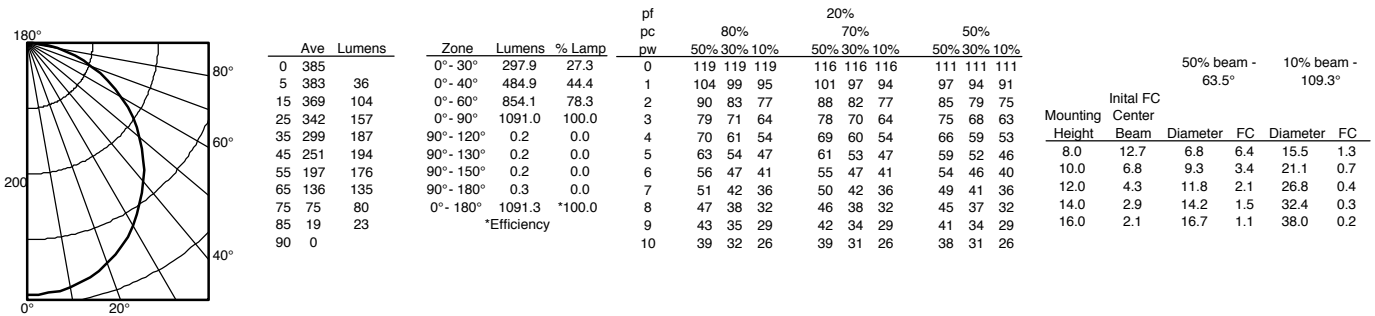 180°
80°
60°
200
40°
0° 20°
Ave Lumens
0 385
5 383 36
15 369 104
25 342 157
35 299 187
45 251 194
55 197 176
65 136 135
75 75 80
85 19 23
90 0
Zone Lumens % Lamp
0°- 30° 297.9 27.3
0°- 40° 484.9 44.4
0°- 60° 854.1 78.3
0°- 90° 1091.0 100.0
90°- 120° 0.2 0.0
90°- 130° 0.2 0.0
90°- 150° 0.2 0.0
90°- 180° 0.3 0.0
0°- 180° 1091.3 *100.0
*Efficiency
pf 20%
pc 80% 70% 50%
pw 50% 30% 10% 50% 30% 10% 50% 30% 10%
0 119 119 119 116 116 116 111 111 111
1 104 99 95 101 97 94 97 94 91
2 90 83 77 88 82 77 85 79 75
3 79 71 64 78 70 64 75 68 63
4 70 61 54 69 60 54 66 59 53
5 63 54 47 61 53 47 59 52 46
6 56 47 41 55 47 41 54 46 40
7 51 42 36 50 42 36 49 41 36
8 47 38 32 46 38 32 45 37 32
9 43 35 29 42 34 29 41 34 29
10 39 32 26 39 31 26 38 31 26
50% beam - 10% beam -
63.5° 109.3°
Inital FC
Mounting Center
Height Beam Diameter FC Diameter FC
8.0 12.7 6.8 6.4 15.5 1.3
10.0 6.8 9.3 3.4 21.1 0.7
12.0 4.3 11.8 2.1 26.8 0.4
14.0 2.9 14.2 1.5 32.4 0.3
16.0 2.1 16.7 1.1 38.0 0.2